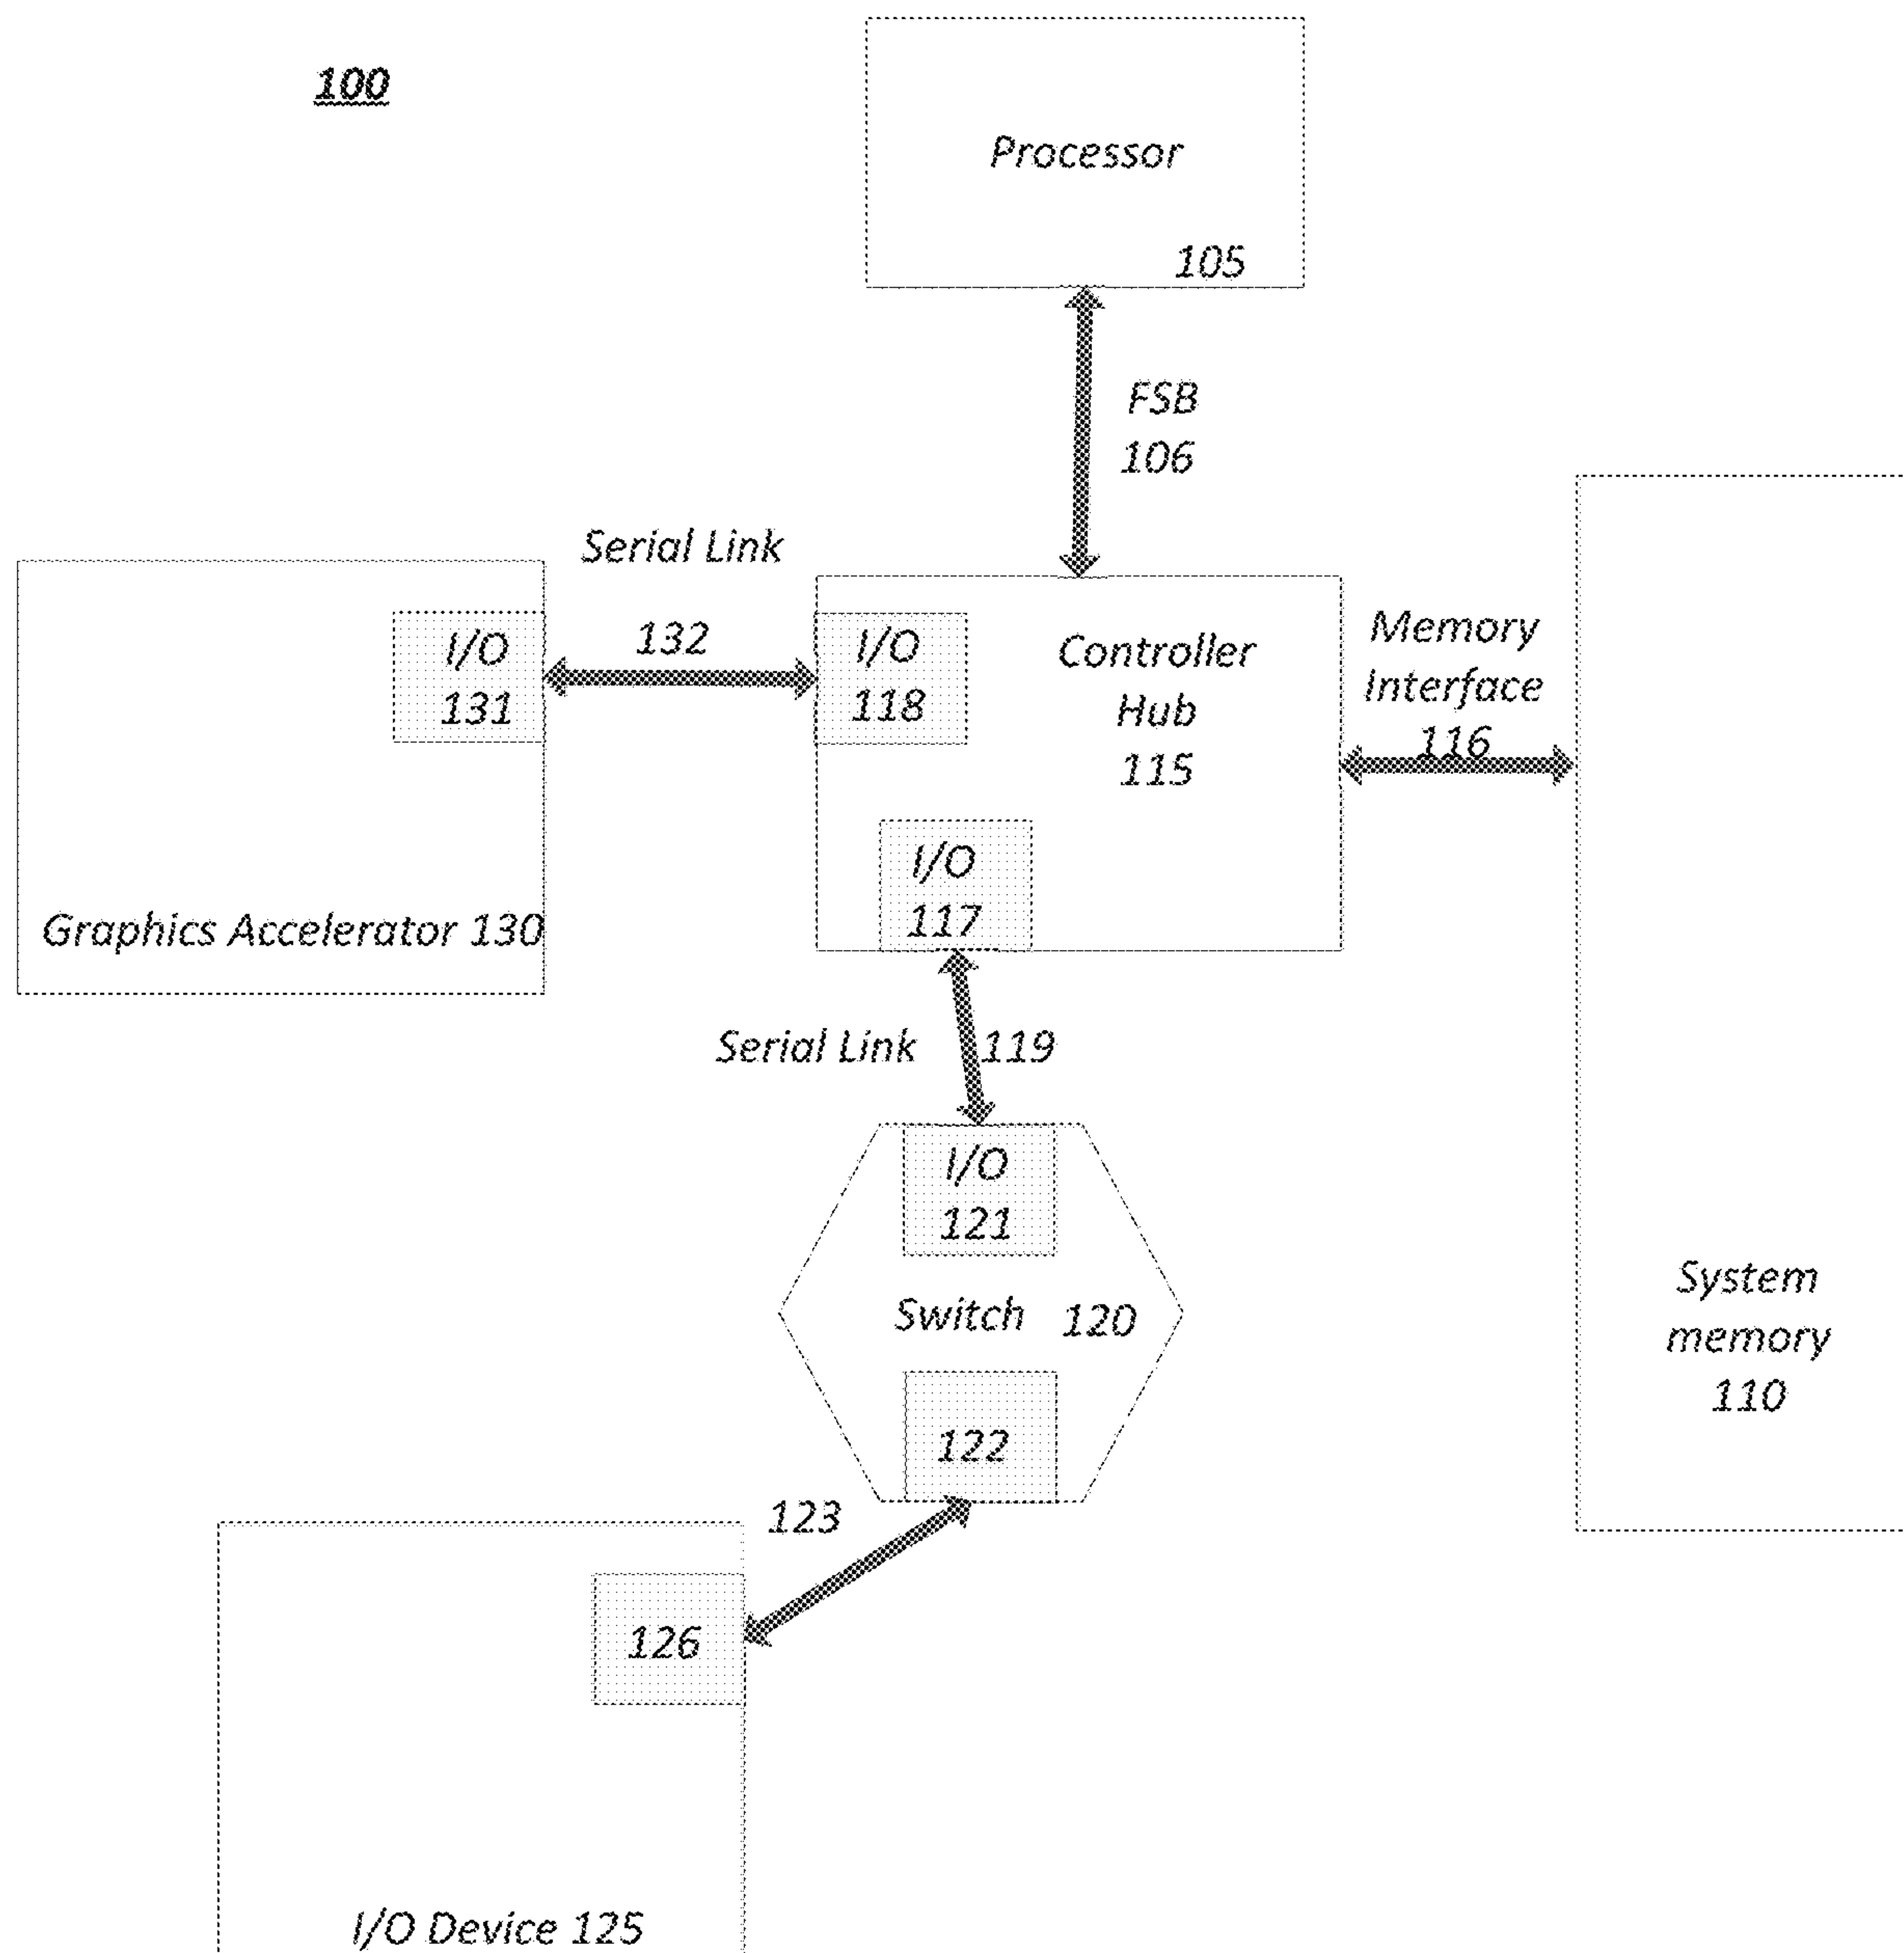 100
Processor
105
FSB
106
Serial Link
132
I/O
131
I/O
118
Controller
Hub
115
Memory
Interface
116
I/O
117
Graphics Accelerator 130
Serial Link
119
I/O
121
Switch 120
122
System
memory
110
123
126
I/O Device 125